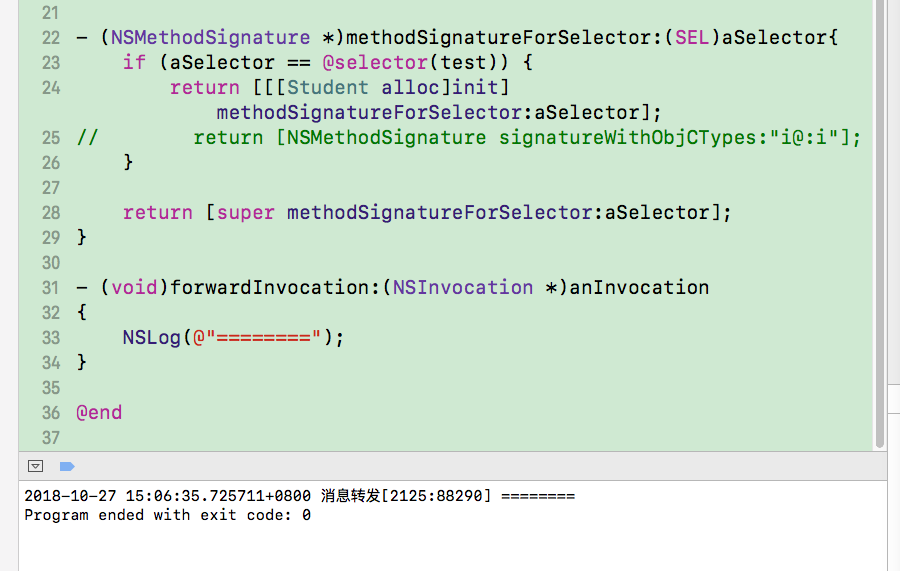 21
22 - (NSMethodSignature *)methodSignatureForSelector:(SEL)aSelector{
23     if (aSelector == @selector(test)) {
24         return [[[Student alloc]init]
            methodSignatureForSelector:aSelector];
25 //        return [NSMethodSignature signatureWithObjCTypes:"i@:i"];
26     }
27
28     return [super methodSignatureForSelector:aSelector];
29 }
30
31 - (void)forwardInvocation:(NSInvocation *)anInvocation
32 {
33     NSLog(@"========");
34 }
35
36 @end
37
2018-10-27 15:06:35.725711+0800 消息转发[2125:88290] ========
Program ended with exit code: 0